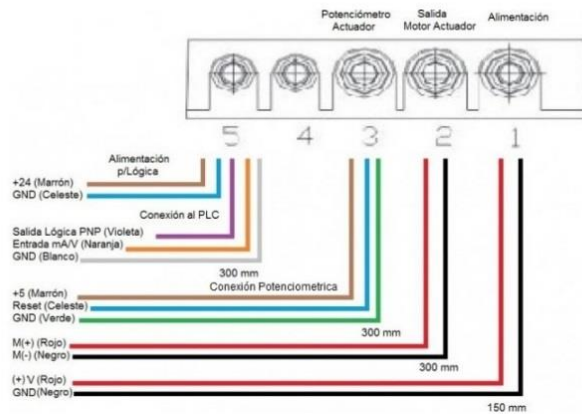 Potenciómetro
Actuador
Salida
Motor Actuador
Alimentación
5 4 3 2 1
Alimentación
p/Lógica
+24 (Marrón)
GND (Celeste)
Conexión al PLC
Salida Lógica PNP (Violeta)
Entrada mA/V (Naranja)
GND (Blanco)
300 mm
+5 (Marrón)
Conexión Potenciometrica
Reset (Celeste)
GND (Verde)
300 mm
M(+) (Rojo)
M(-) (Negro)
300 mm
(+) V (Rojo)
GND(Negro)
150 mm